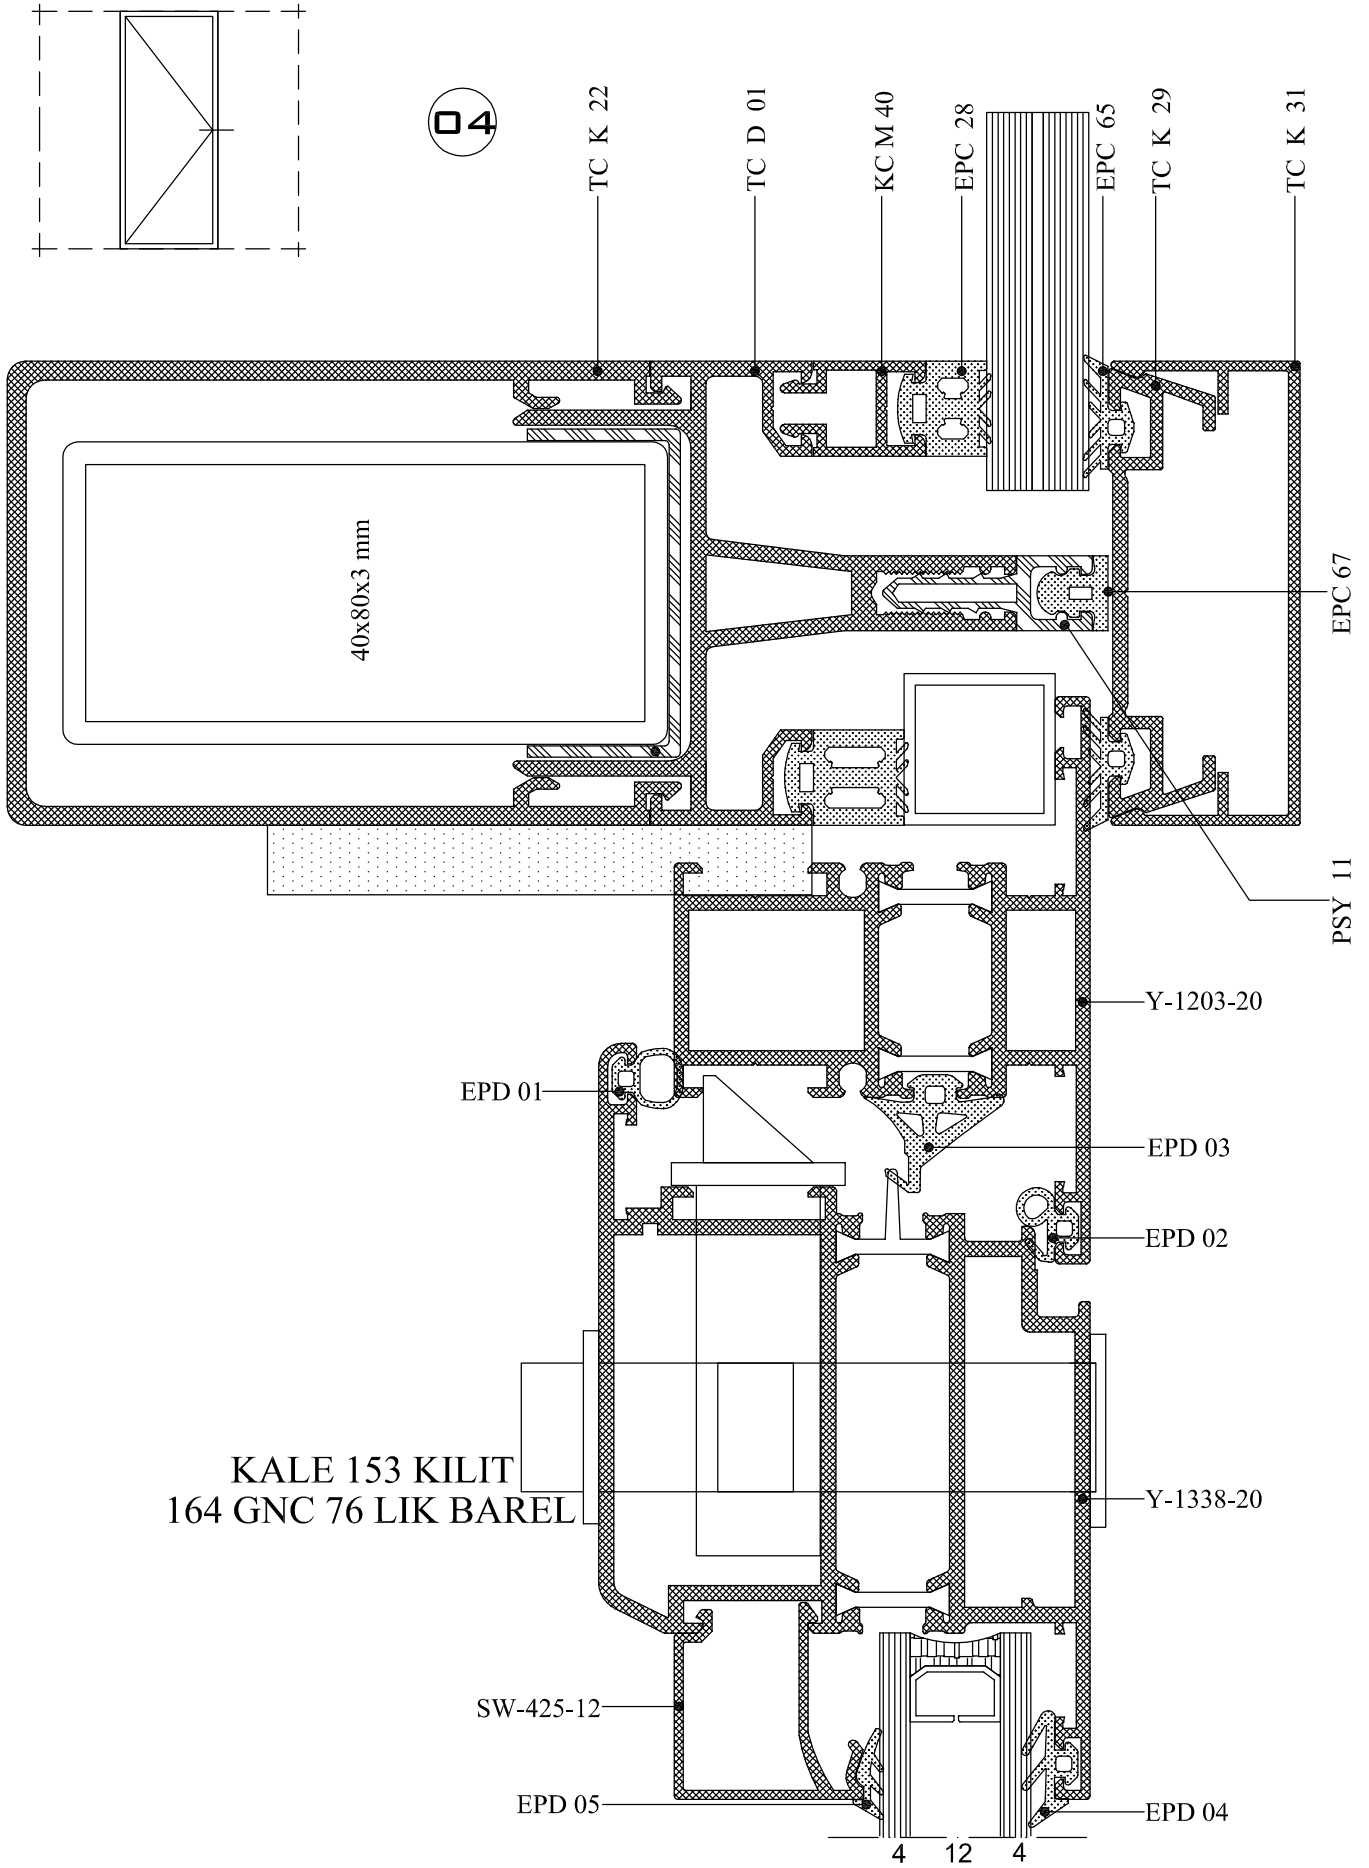 04
TC K 22
TC D 01
KC M 40
EPC 28
EPC 65
TC K 29
TC K 31
40x80x3 mm
EPC 67
PSY 11
Y-1203-20
EPD 01
EPD 03
EPD 02
KALE 153 KILIT
164 GNC 76 LIK BAREL
Y-1338-20
SW-425-12
EPD 05
EPD 04
4 12 4